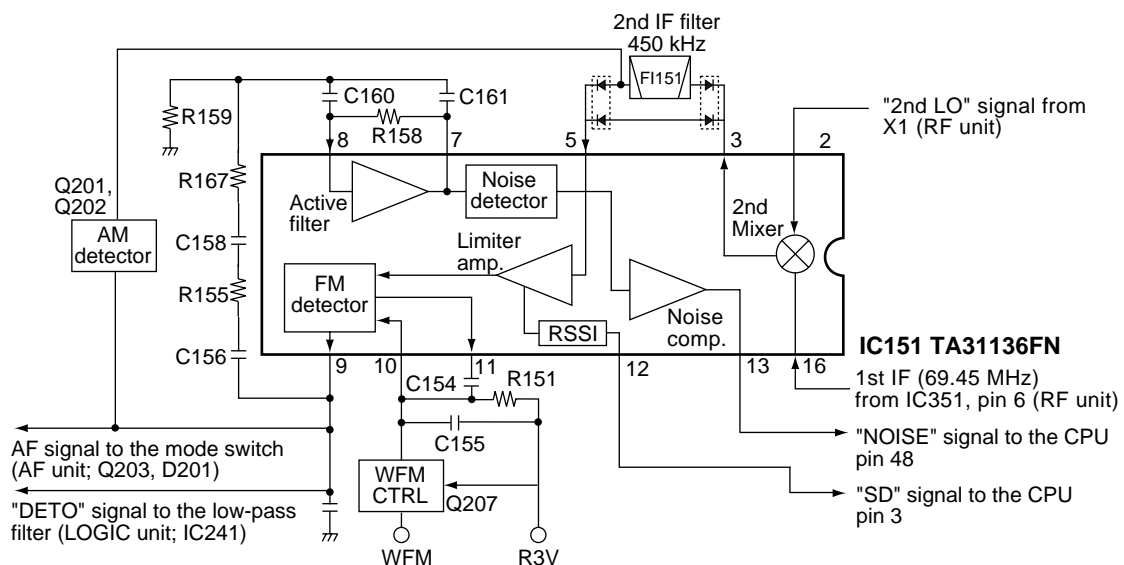 2nd IF filter
450 kHz
FI151
C160
C161
R159
R158
"2nd LO" signal from
X1 (RF unit)
8
7
5
3
2
R167
Q201,
Q202
AM
detector
C158
R155
C156
Active
filter
Noise
detector
2nd
Mixer
Limiter
amp.
FM
detector
RSSI
Noise
comp.
IC151 TA31136FN
9
10
11
12
13
16
C154
R151
1st IF (69.45 MHz)
from IC351, pin 6 (RF unit)
C155
AF signal to the mode switch
(AF unit; Q203, D201)
"NOISE" signal to the CPU
pin 48
WFM
CTRL
Q207
"DETO" signal to the low-pass
filter (LOGIC unit; IC241)
"SD" signal to the CPU
pin 3
WFM
R3V